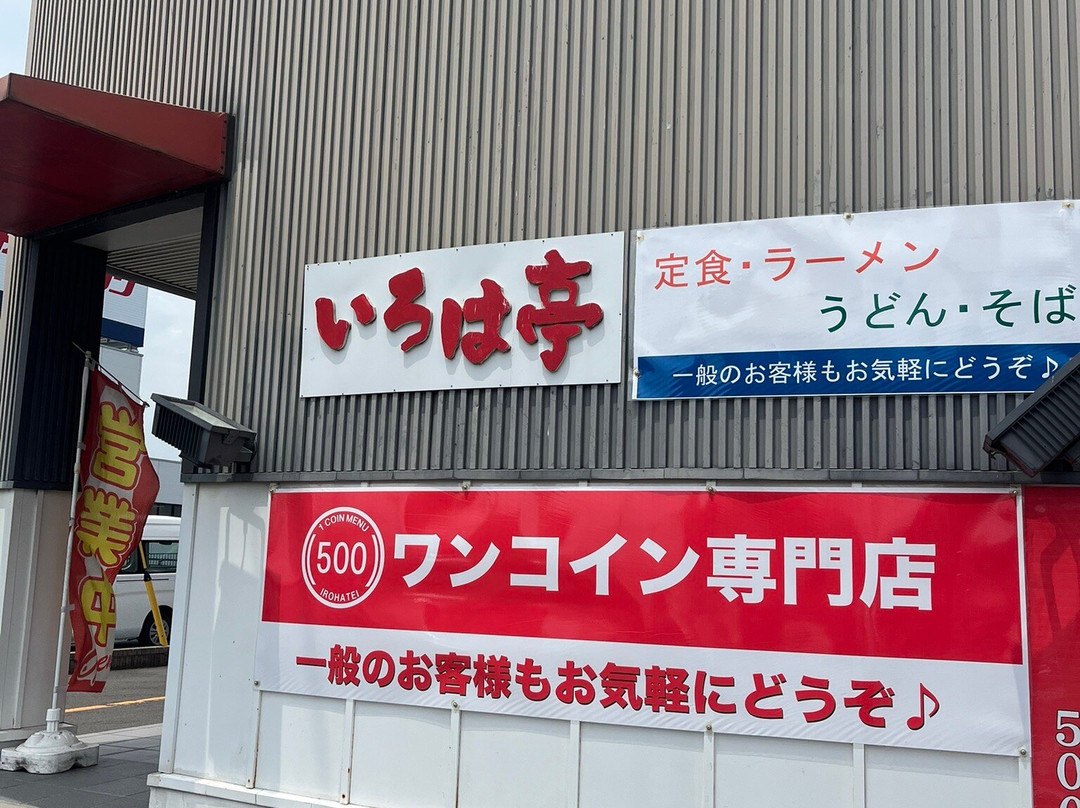 いろは亭
定食・ラーメン
うどん・そば
一般のお客様もお気軽にどうぞ♪
営業中
1 COIN MENU
500
IROHATEI
ワンコイン専門店
一般のお客様もお気軽にどうぞ♪
500